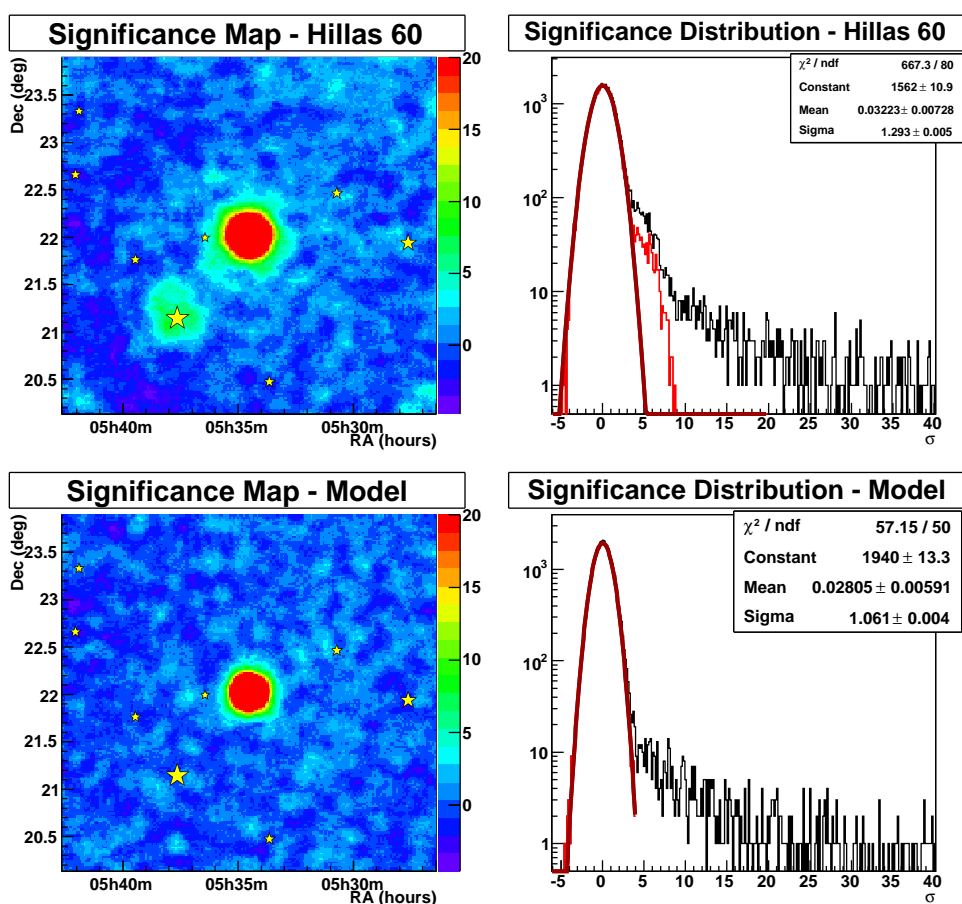 Significance Map - Hillas 60
Dec (deg)
23.5
23
22.5
22
21.5
21
20.5
05h40m
05h35m
05h30m
RA (hours)
20
15
10
5
0
Significance Distribution - Hillas 60
χ² / ndf 667.3 / 80
Constant 1562 ± 10.9
Mean 0.03223 ± 0.00728
Sigma 1.293 ± 0.005
10³
10²
10
1
-5 0 5 10 15 20 25 30 35 40
σ
Significance Map - Model
Dec (deg)
23.5
23
22.5
22
21.5
21
20.5
05h40m
05h35m
05h30m
RA (hours)
20
15
10
5
0
Significance Distribution - Model
χ² / ndf 57.15 / 50
Constant 1940 ± 13.3
Mean 0.02805 ± 0.00591
Sigma 1.061 ± 0.004
10³
10²
10
1
-5 0 5 10 15 20 25 30 35 40
σ